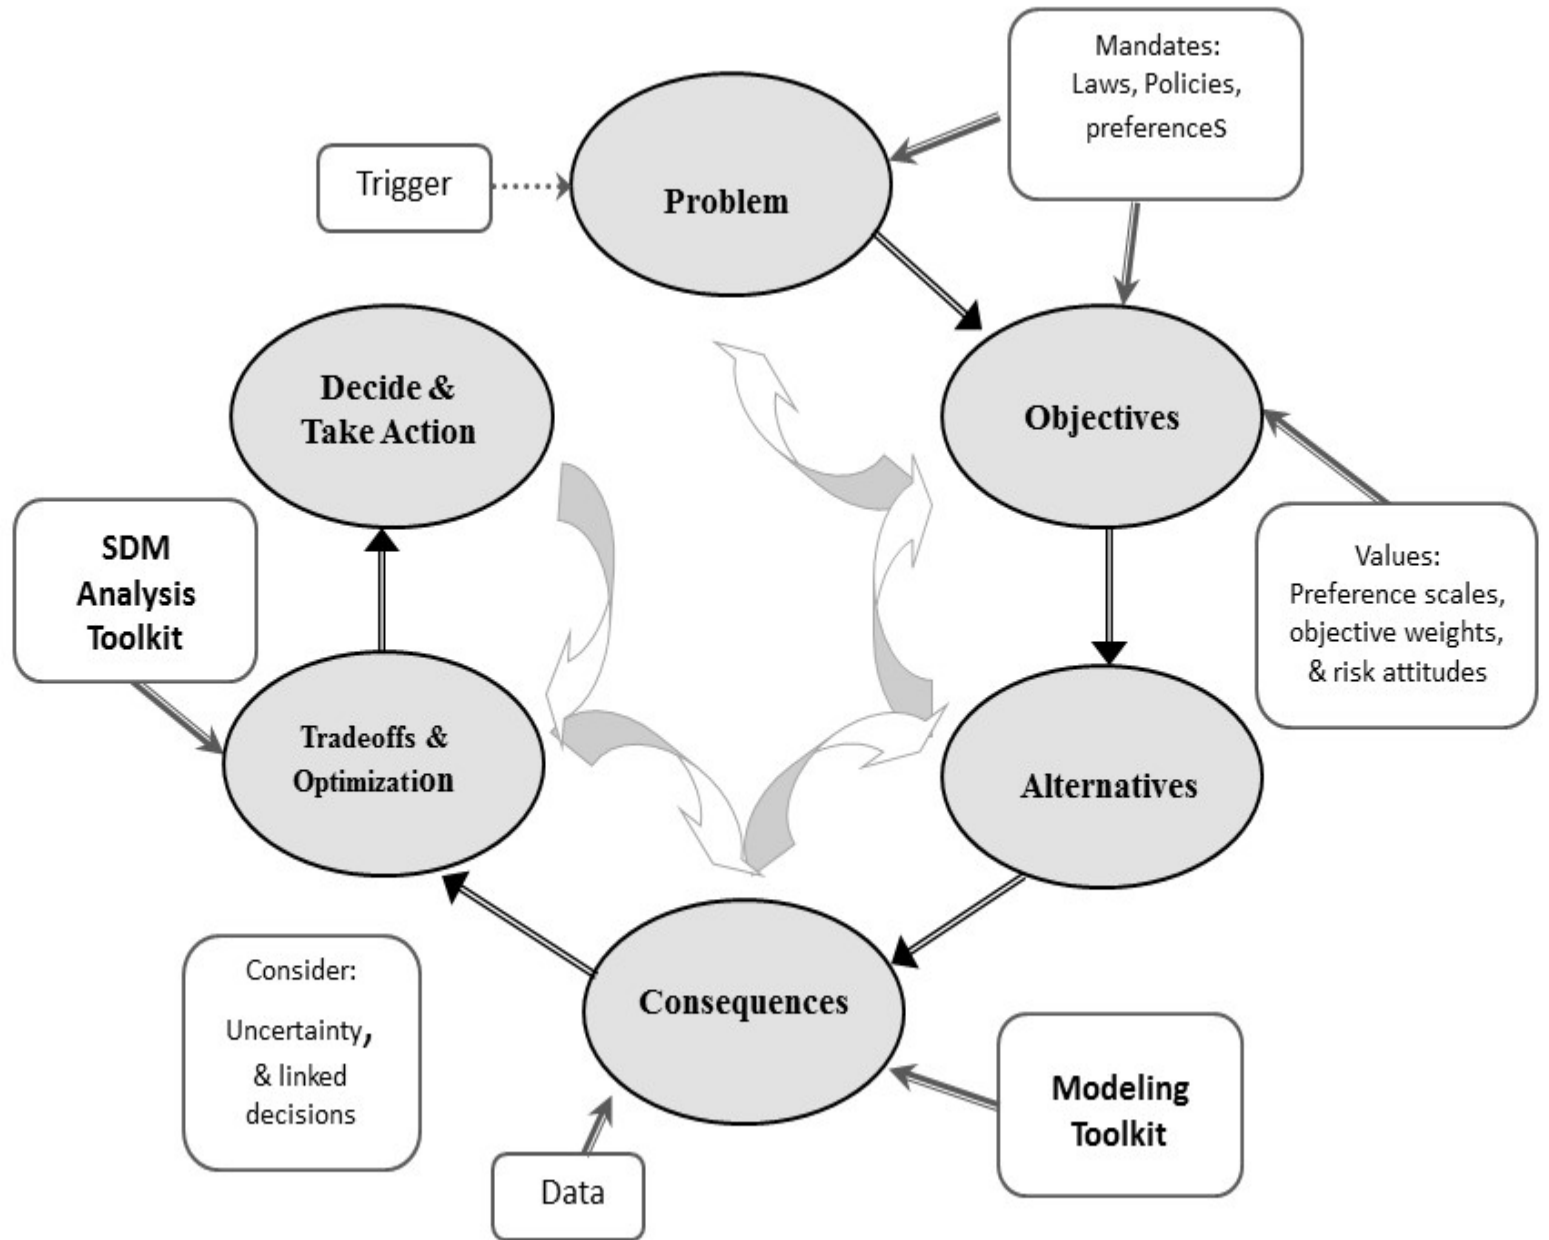 Mandates:
Laws, Policies,
preferences
Trigger
Problem
Decide &
Take Action
Objectives
SDM
Analysis
Toolkit
Values:
Preference scales,
objective weights,
& risk attitudes
Tradeoffs &
Optimization
Alternatives
Consider:
Uncertainty,
& linked
decisions
Consequences
Modeling
Toolkit
Data